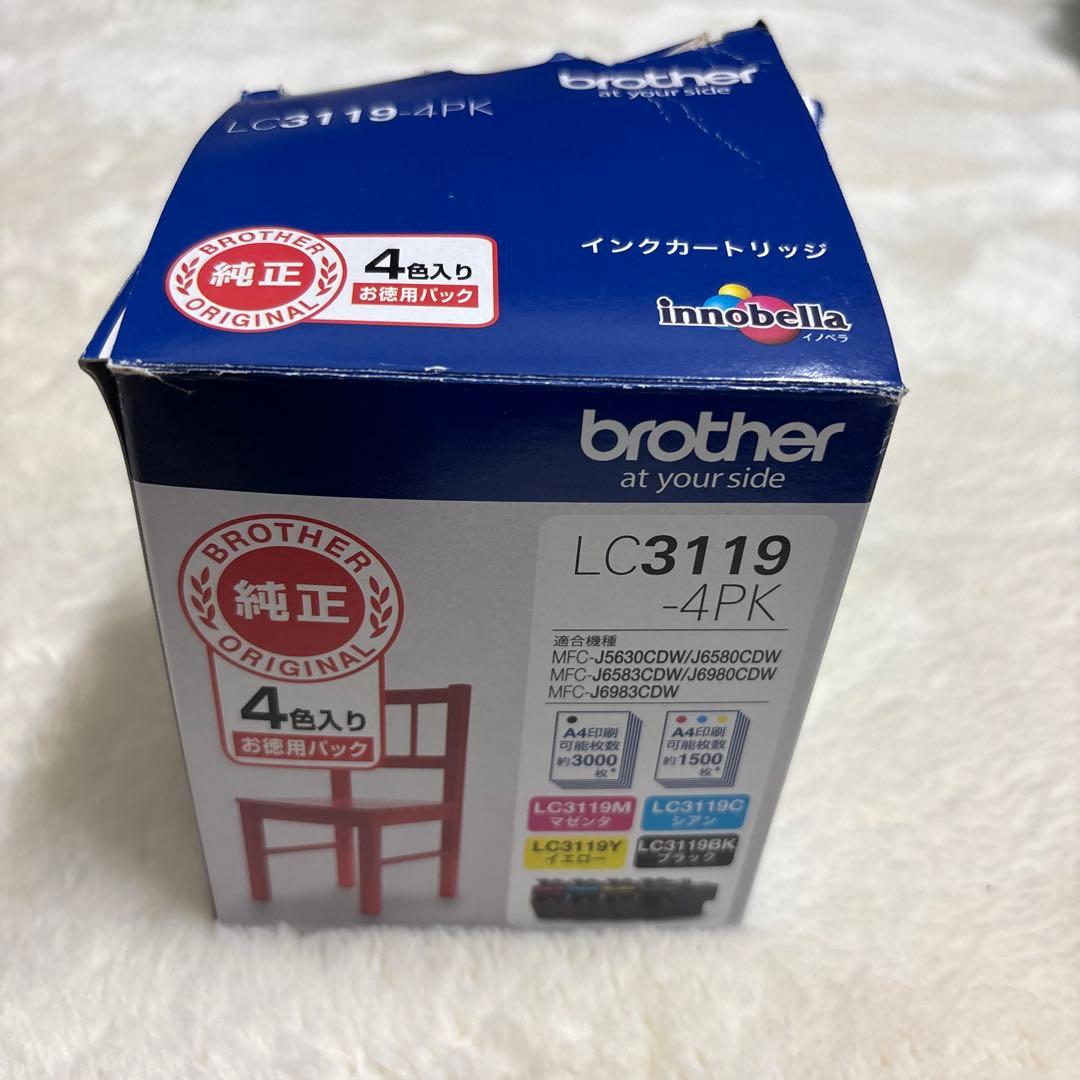 brother
at your side
LC3119-4PK
BROTHER
純正
ORIGINAL
4色入り
お徳用パック
インクカートリッジ
innobella
イノベラ
brother
at your side
BROTHER
純正
ORIGINAL
4色入り
お徳用パック
LC3119
-4PK
適合機種
MFC-J5630CDW/J6580CDW
MFC-J6583CDW/J6980CDW
MFC-J6983CDW
A4印刷
可能枚数
約3000
枚*
A4印刷
可能枚数
約1500
枚*
LC3119M
マゼンタ
LC3119C
シアン
LC3119Y
イエロー
LC3119BK
ブラック